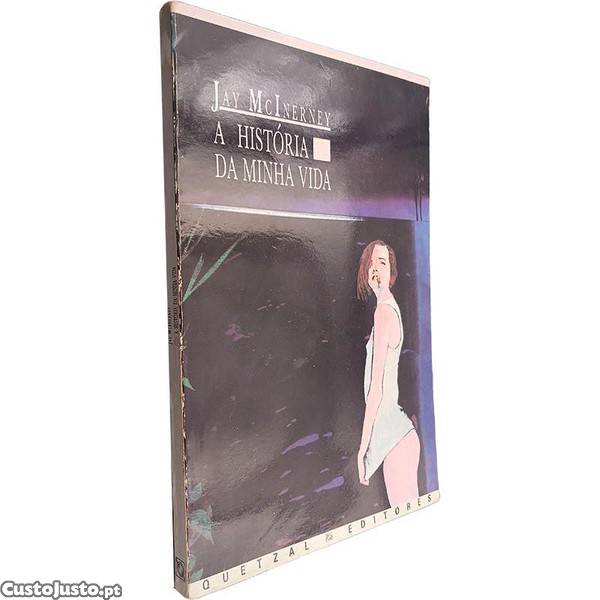 JAY MCINERNEY
A HISTÓRIA
DA MINHA VIDA
QUETZAL EDITORES
CustoJusto.pt